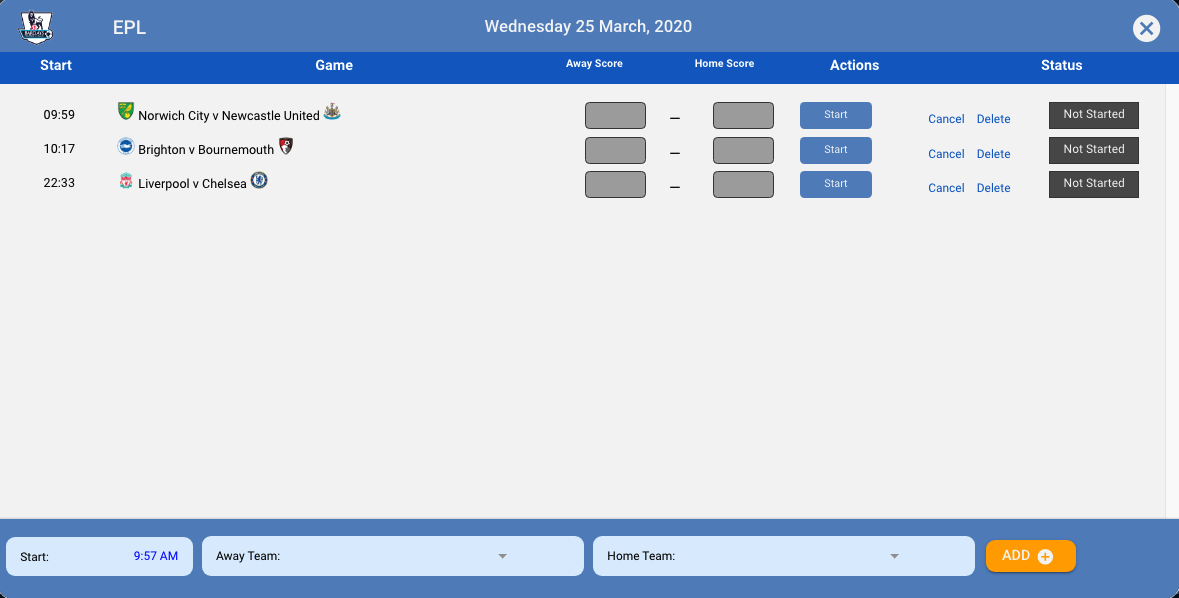 EPL Wednesday 25 March, 2020
Start Game Away Score Home Score Actions Status
09:59 Norwich City v Newcastle United – Start Cancel Delete Not Started
10:17 Brighton v Bournemouth – Start Cancel Delete Not Started
22:33 Liverpool v Chelsea – Start Cancel Delete Not Started
Start: 9:57 AM Away Team: Home Team: ADD